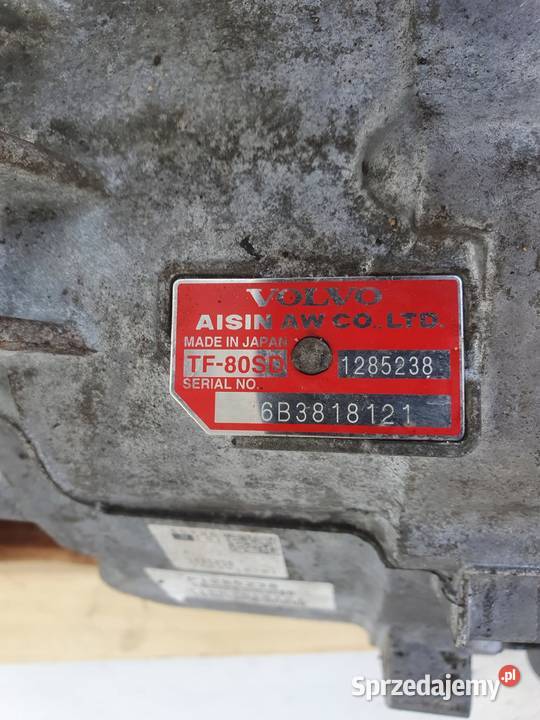 VOLVO
AISIN AW CO., LTD.
MADE IN JAPAN
TF-80SD 1285238
SERIAL NO.
6B3818121
Sprzedajemy.pl